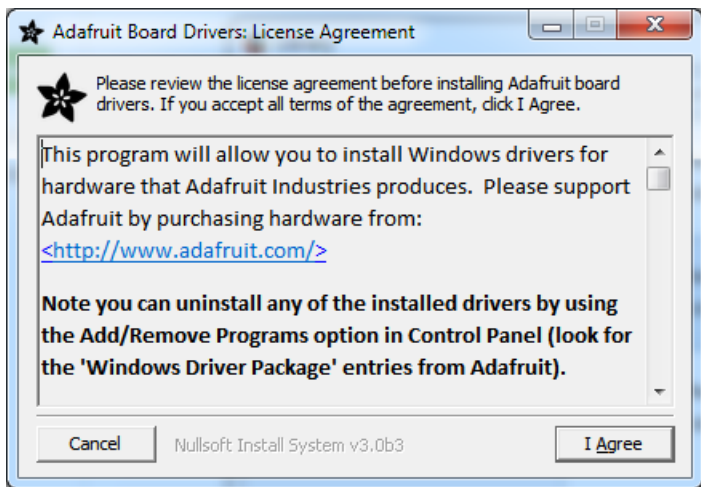 Adafruit Board Drivers: License Agreement
Please review the license agreement before installing Adafruit board
drivers. If you accept all terms of the agreement, click I Agree.
This program will allow you to install Windows drivers for
hardware that Adafruit Industries produces.  Please support
Adafruit by purchasing hardware from:
<http://www.adafruit.com/>
Note you can uninstall any of the installed drivers by using
the Add/Remove Programs option in Control Panel (look for
the 'Windows Driver Package' entries from Adafruit).
Cancel
Nullsoft Install System v3.0b3
I Agree